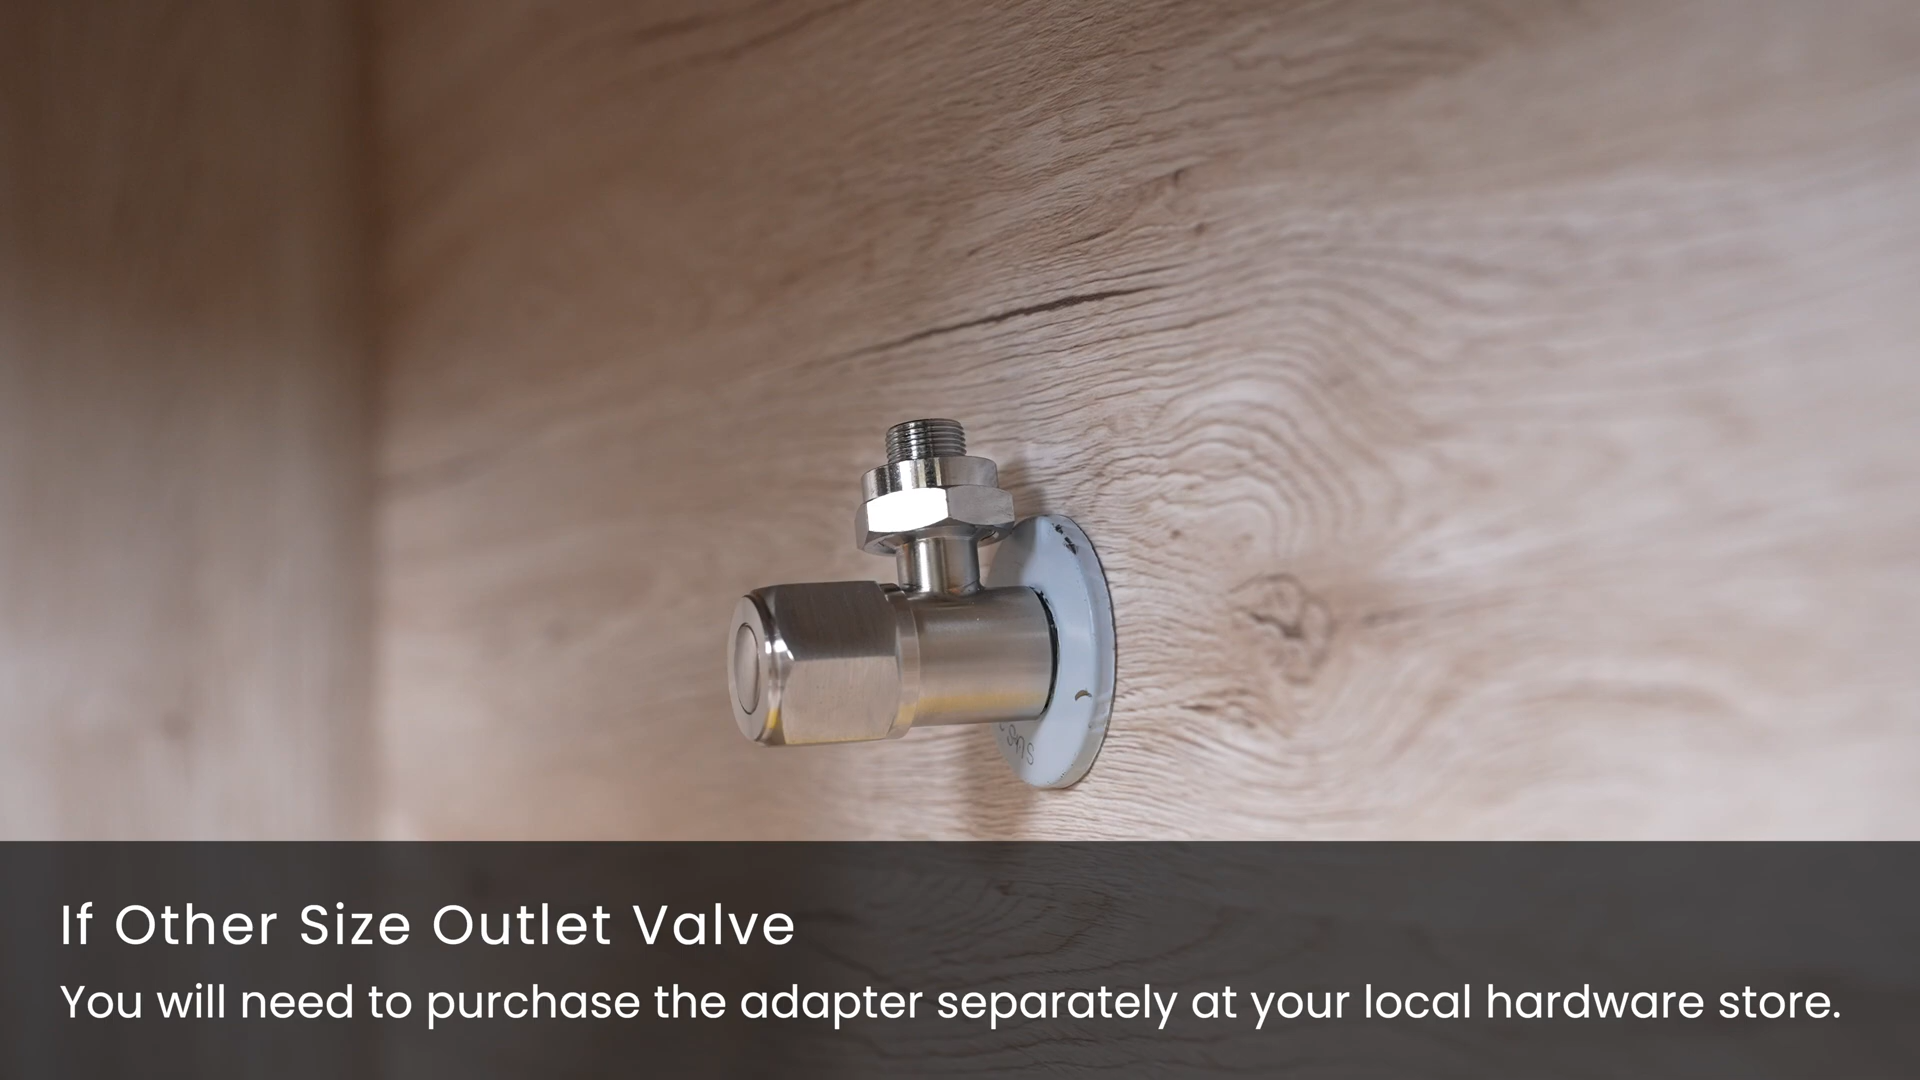 If Other Size Outlet Valve
You will need to purchase the adapter separately at your local hardware store.